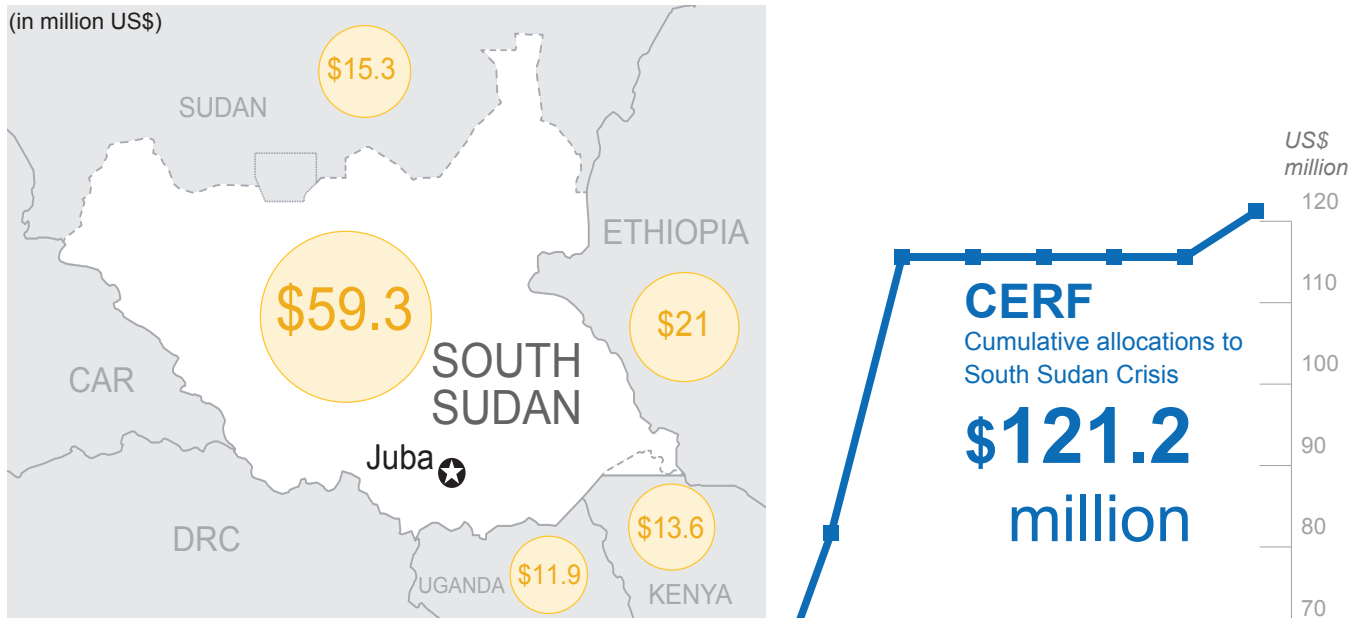 (in million US$)
$15.3
SUDAN
ETHIOPIA
$59.3
$21
SOUTH
SUDAN
CAR
Juba
DRC
$13.6
$11.9
UGANDA
KENYA
US$
million
120
110
100
90
80
70
CERF
Cumulative allocations to
South Sudan Crisis
$121.2
million